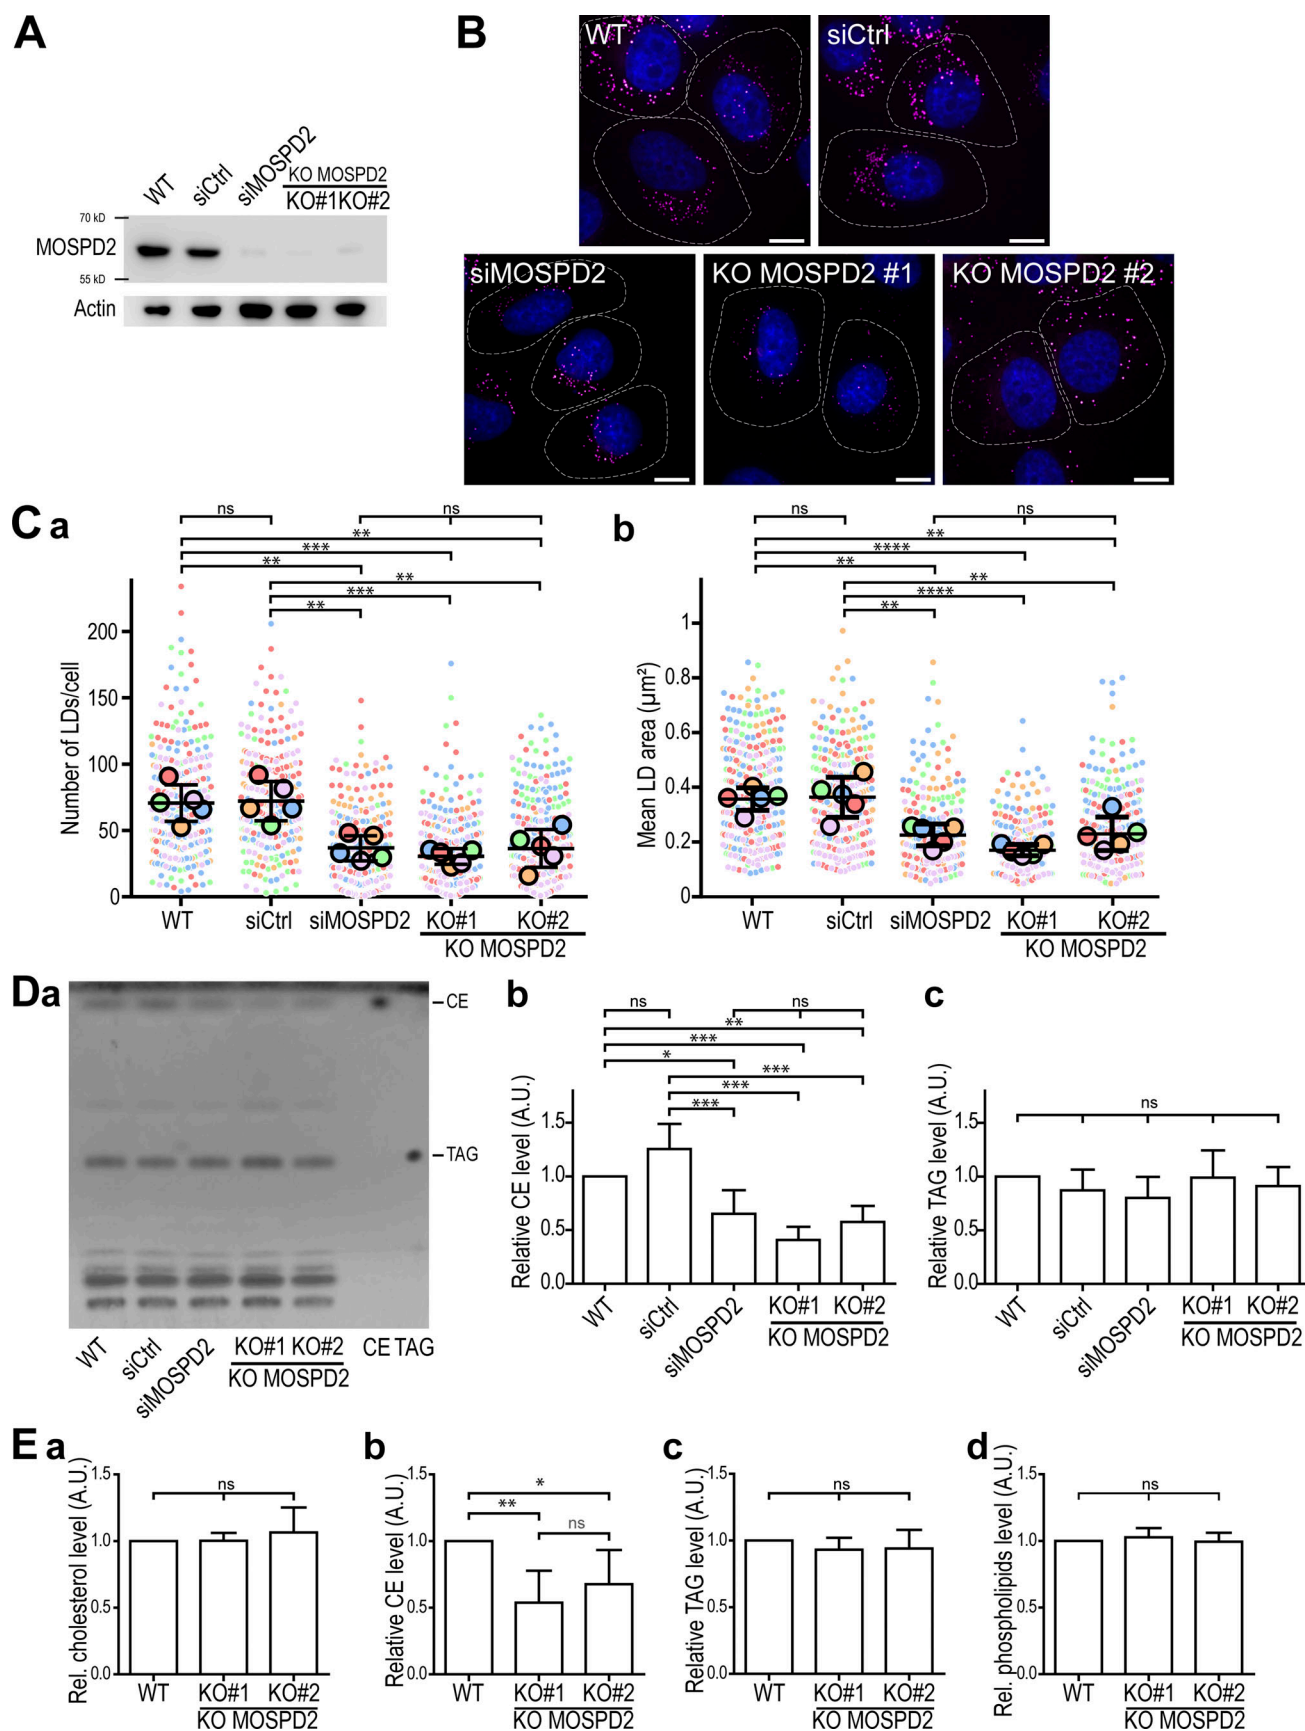 A
WT
siCtrl
siMOSPD2
KO MOSPD2
KO#1 KO#2
70 kD
MOSPD2
55 kD
Actin
B
WT
siCtrl
siMOSPD2
KO MOSPD2 #1
KO MOSPD2 #2
C a
ns
ns
**
***
**
**
***
**
Number of LDs/cell
200
150
100
50
0
WT
siCtrl
siMOSPD2
KO#1
KO#2
KO MOSPD2
b
ns
ns
**
****
**
**
****
**
Mean LD area (µm²)
1
0.8
0.6
0.4
0.2
0
WT
siCtrl
siMOSPD2
KO#1
KO#2
KO MOSPD2
Da
CE
TAG
WT
siCtrl
siMOSPD2
KO#1 KO#2
KO MOSPD2
CE TAG
b
ns
ns
**
***
*
***
***
***
Relative CE level (A.U.)
1.5
1.0
0.5
0.0
WT
siCtrl
siMOSPD2
KO#1
KO#2
KO MOSPD2
c
ns
Relative TAG level (A.U.)
1.5
1.0
0.5
0.0
WT
siCtrl
siMOSPD2
KO#1
KO#2
KO MOSPD2
E a
ns
Rel. cholesterol level (A.U.)
1.5
1.0
0.5
0.0
WT
KO#1
KO#2
KO MOSPD2
b
*
**
ns
Relative CE level (A.U.)
1.5
1.0
0.5
0.0
WT
KO#1
KO#2
KO MOSPD2
c
ns
Relative TAG level (A.U.)
1.5
1.0
0.5
0.0
WT
KO#1
KO#2
KO MOSPD2
d
ns
Rel. phospholipids level (A.U.)
1.5
1.0
0.5
0.0
WT
KO#1
KO#2
KO MOSPD2